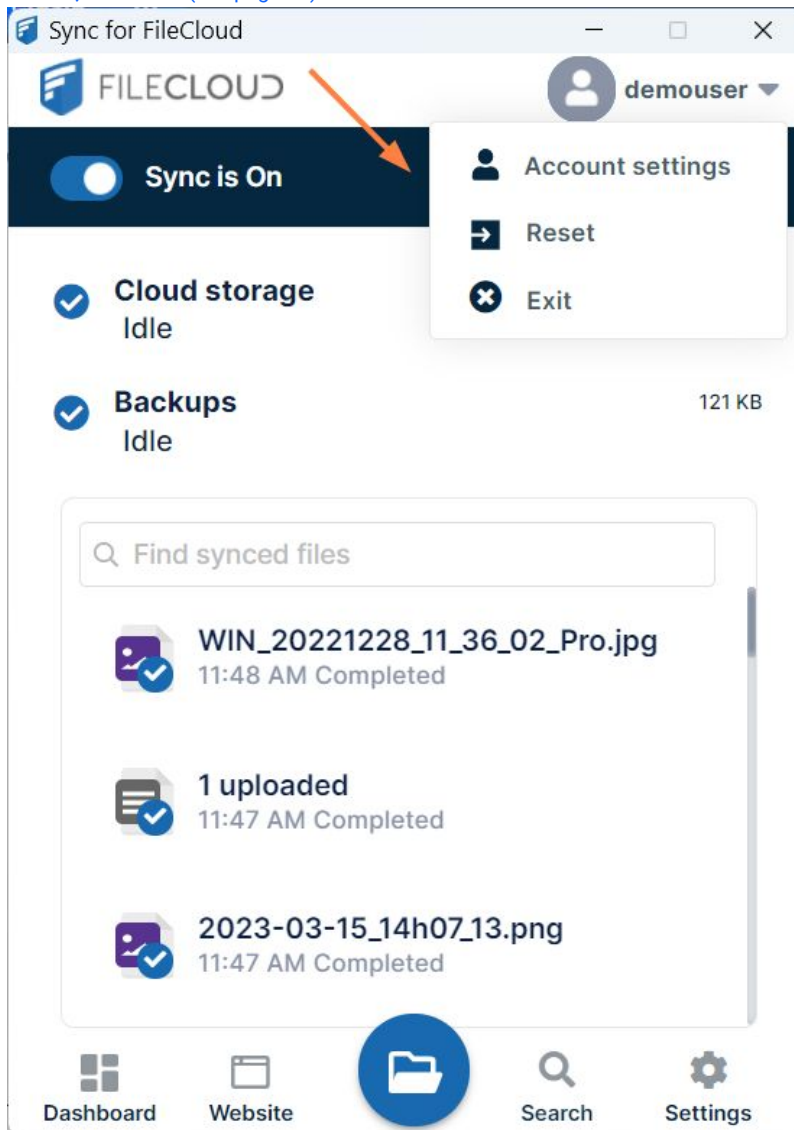 Sync for FileCloud
FILECLOUD
demouser
Sync is On
Account settings
Reset
Exit
Cloud storage
Idle
Backups
121 KB
Idle
Find synced files
WIN_20221228_11_36_02_Pro.jpg
11:48 AM Completed
1 uploaded
11:47 AM Completed
2023-03-15_14h07_13.png
11:47 AM Completed
Dashboard
Website
Search
Settings